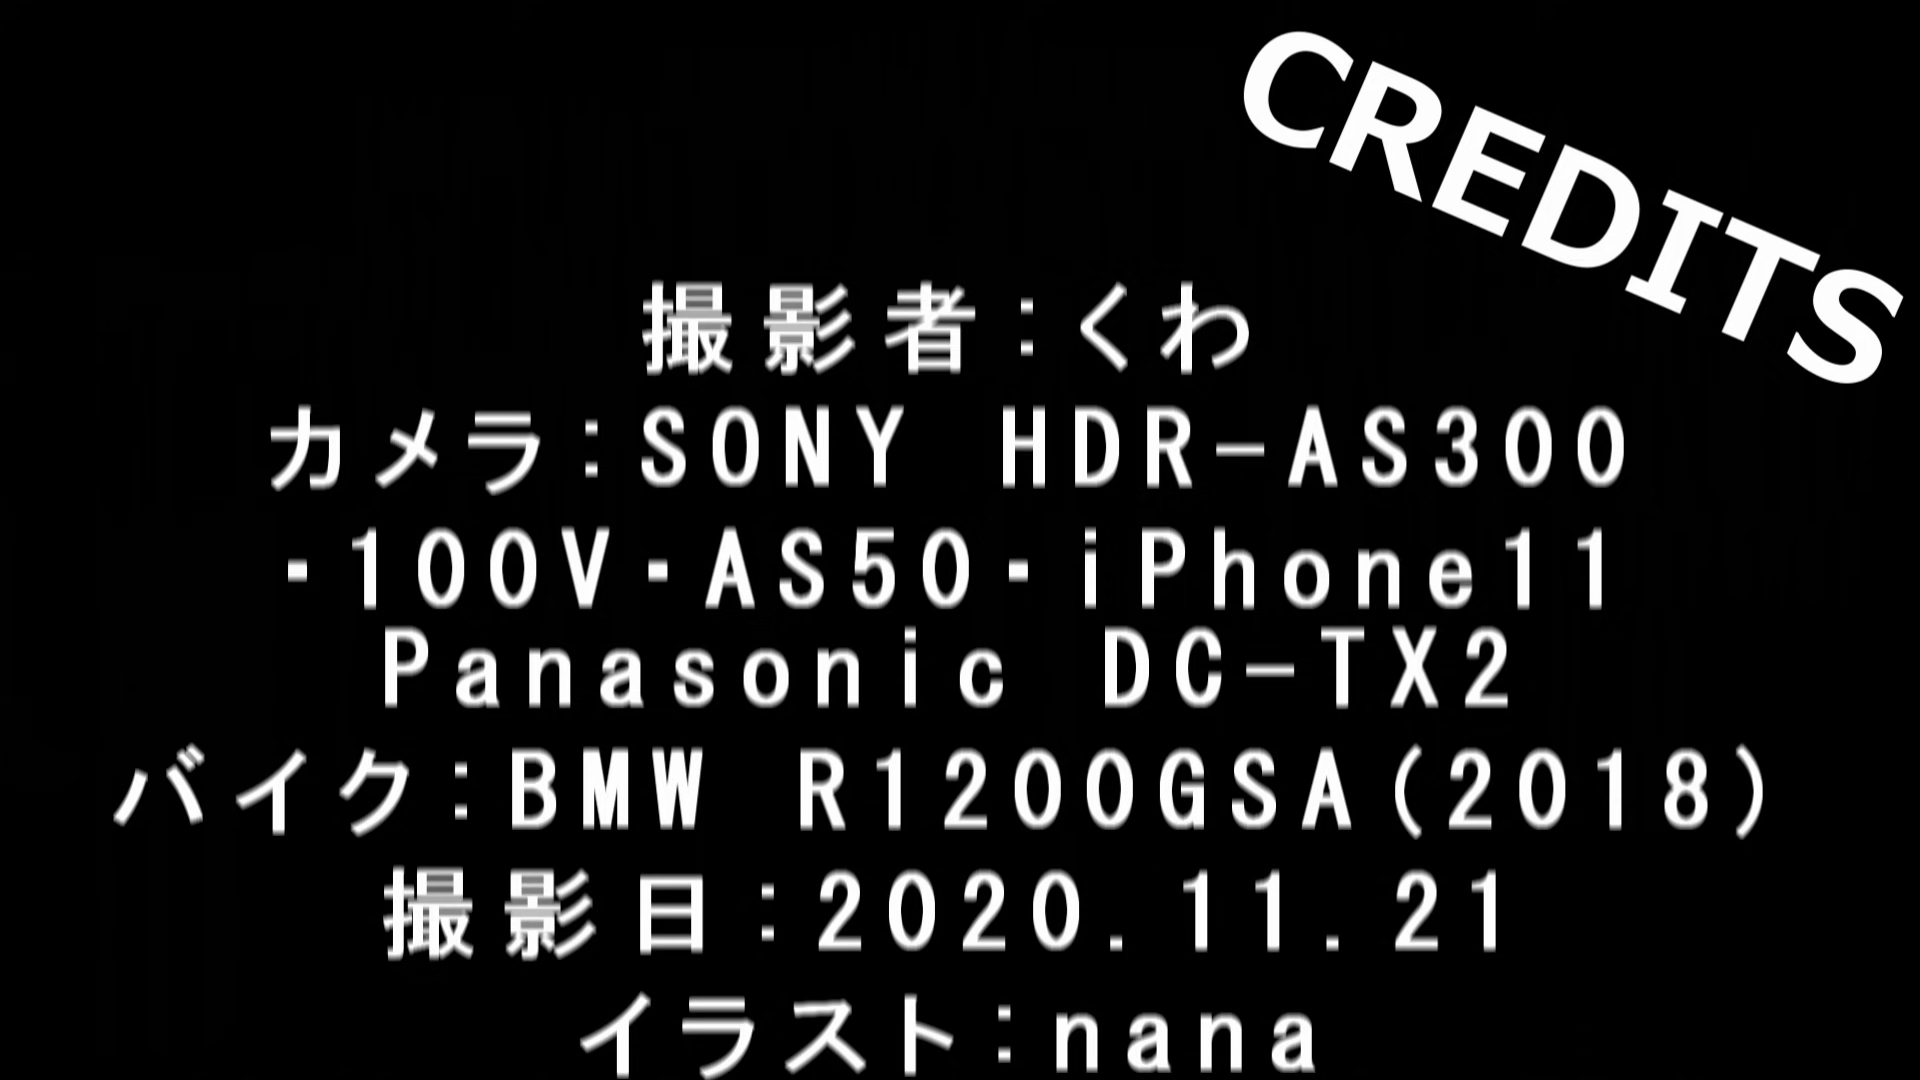 CREDITS
撮影者:くわ
カメラ:SONY HDR-AS300
・100V・AS50・iPhone11
Panasonic DC-TX2
バイク:BMW R1200GSA(2018)
撮影日:2020.11.21
イラスト:nana